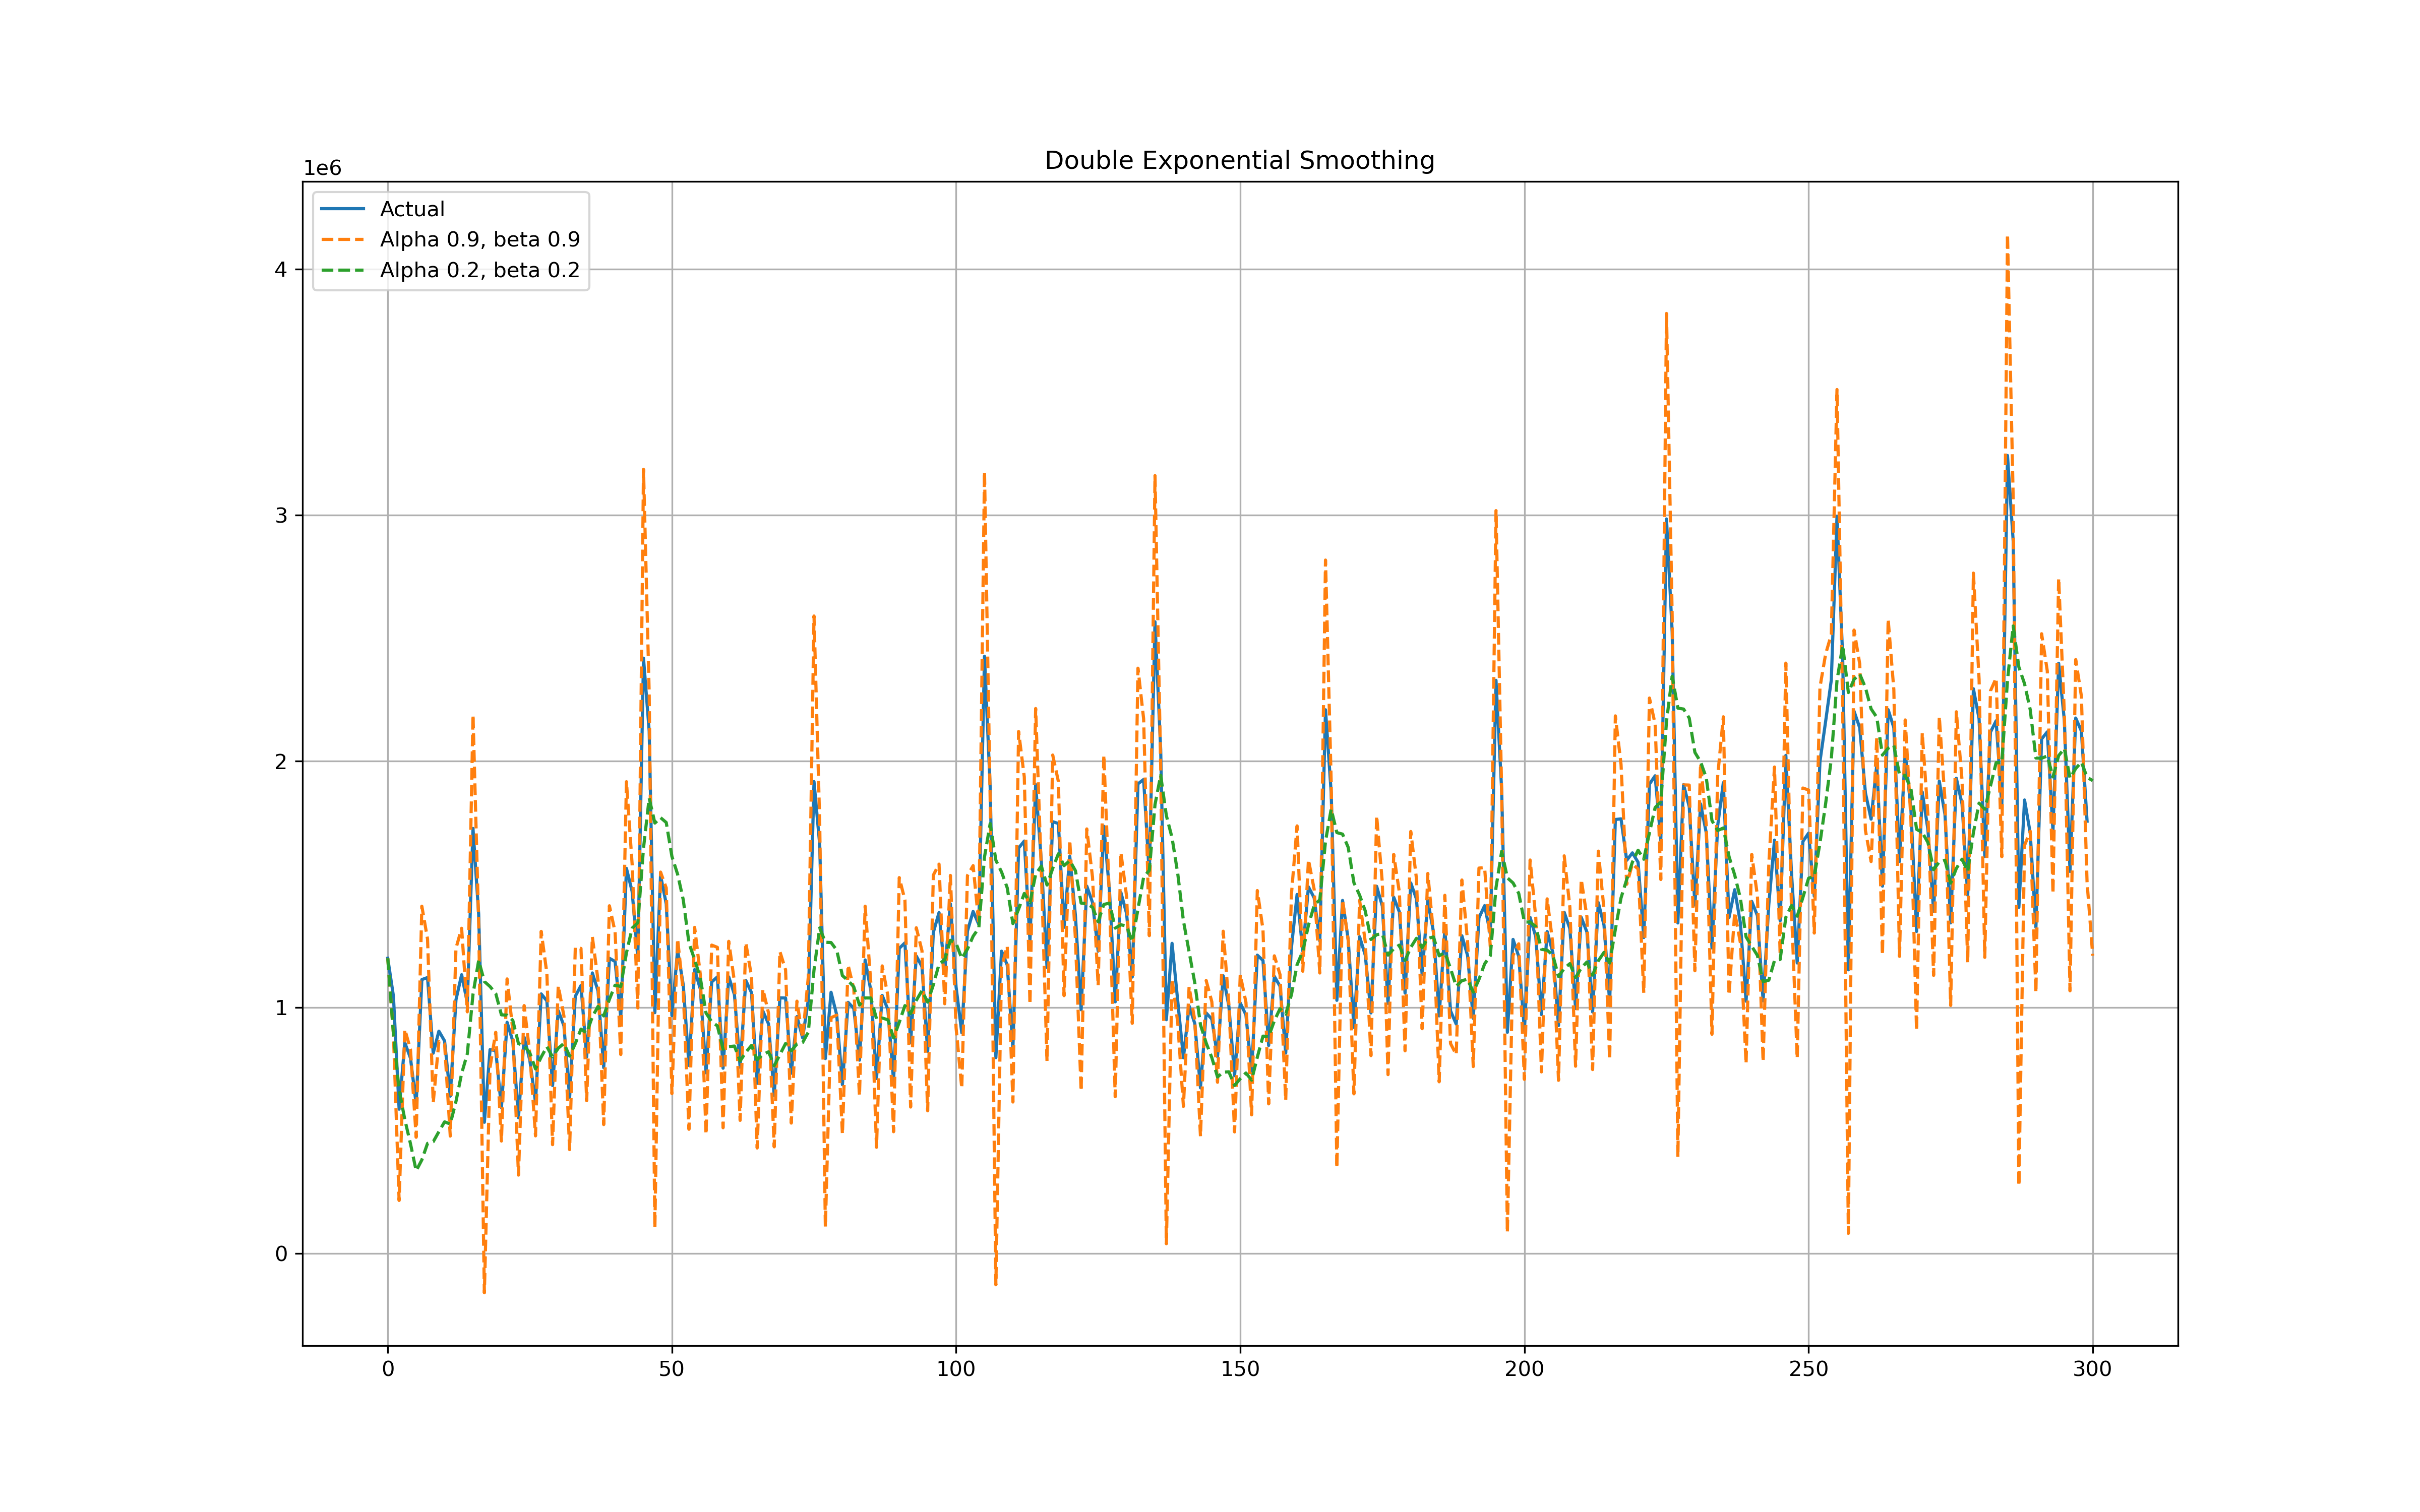 Double Exponential Smoothing
1e6
Actual
Alpha 0.9, beta 0.9
Alpha 0.2, beta 0.2
4
3
2
1
0
0 50 100 150 200 250 300